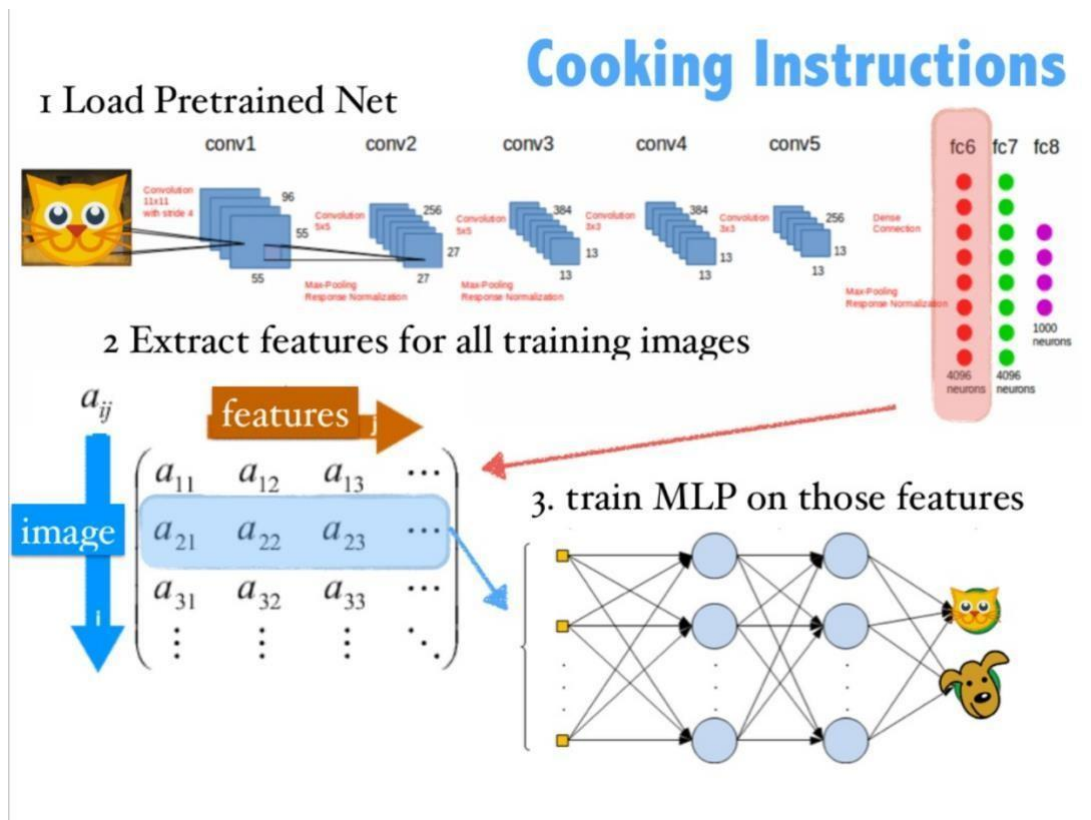 Cooking Instructions
1 Load Pretrained Net
conv1
conv2
conv3
conv4
conv5
fc6
fc7
fc8
Convolution
11x11
with stride 4
96
55
55
Convolution
5x5
256
27
27
Max-Pooling
Response Normalization
Convolution
5x5
384
13
13
Max-Pooling
Response Normalization
Convolution
3x3
384
13
13
Convolution
3x3
256
13
13
Dense
Connection
Max-Pooling
Response Normalization
4096
neurons
4096
neurons
1000
neurons
2 Extract features for all training images
a_ij
features j
image i
a_11 a_12 a_13 ...
a_21 a_22 a_23 ...
a_31 a_32 a_33 ...
3. train MLP on those features